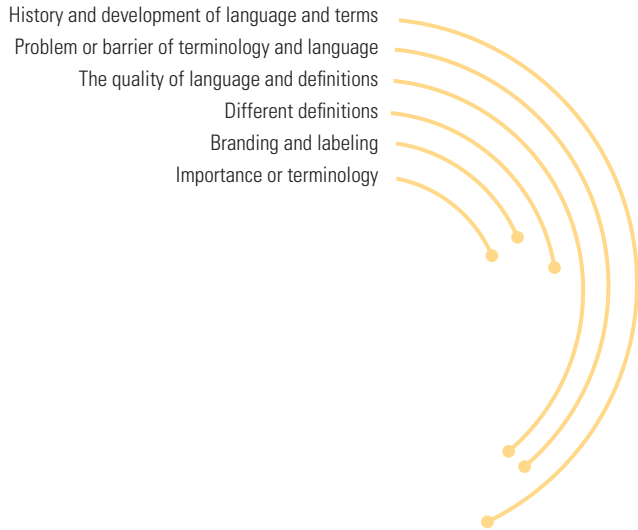 History and development of language and terms
Problem or barrier of terminology and language
The quality of language and definitions
Different definitions
Branding and labeling
Importance or terminology